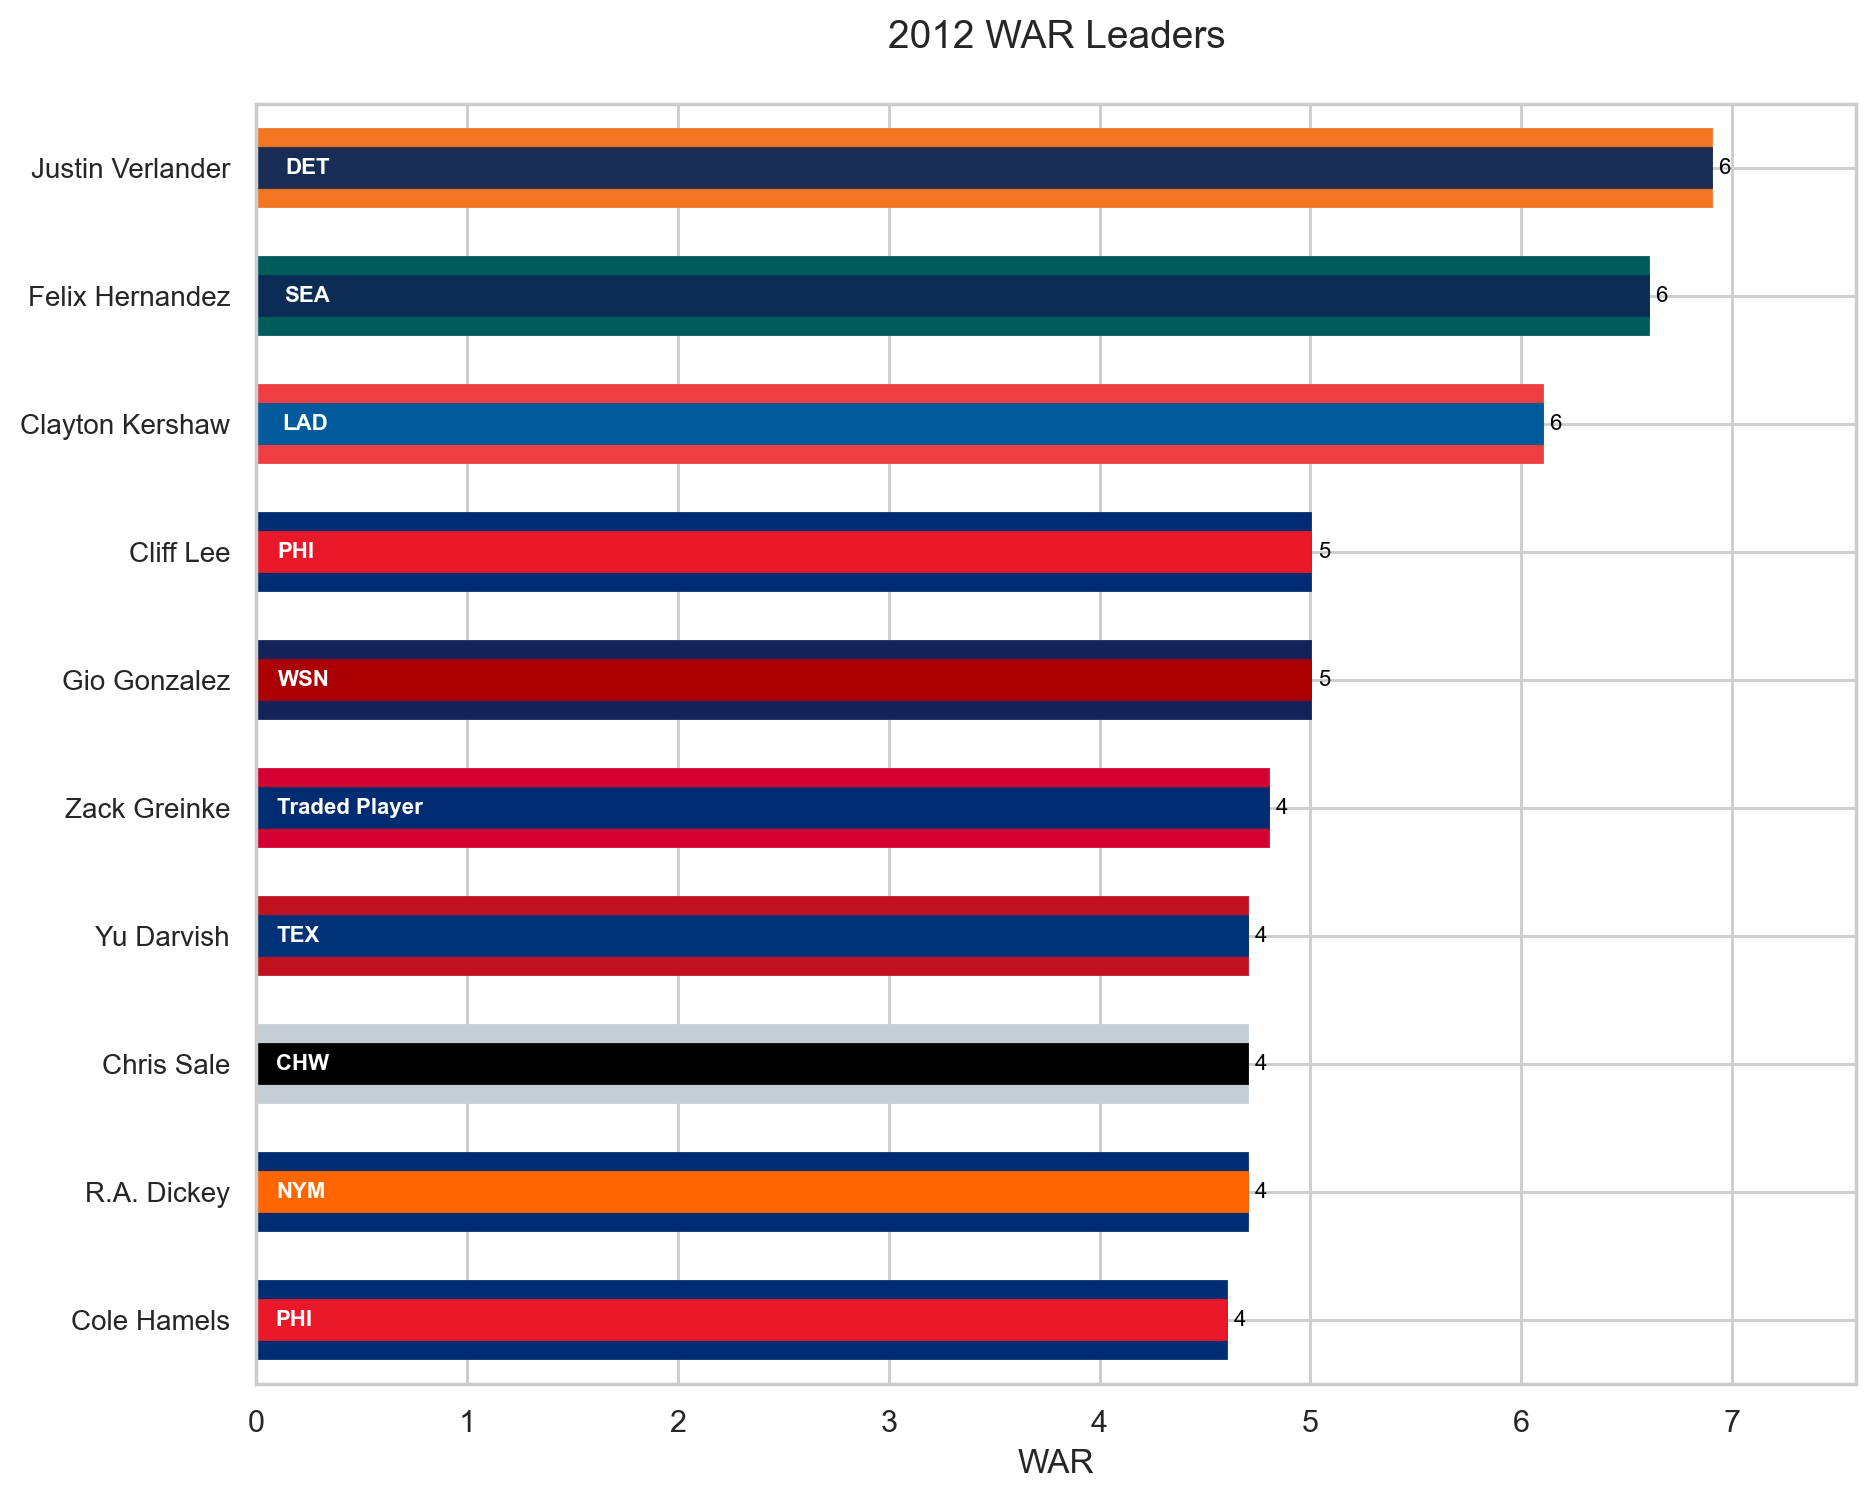 2012 WAR Leaders
Justin Verlander
DET
6
Felix Hernandez
SEA
6
Clayton Kershaw
LAD
6
Cliff Lee
PHI
5
Gio Gonzalez
WSN
5
Zack Greinke
Traded Player
4
Yu Darvish
TEX
4
Chris Sale
CHW
4
R.A. Dickey
NYM
4
Cole Hamels
PHI
4
0 1 2 3 4 5 6 7
WAR